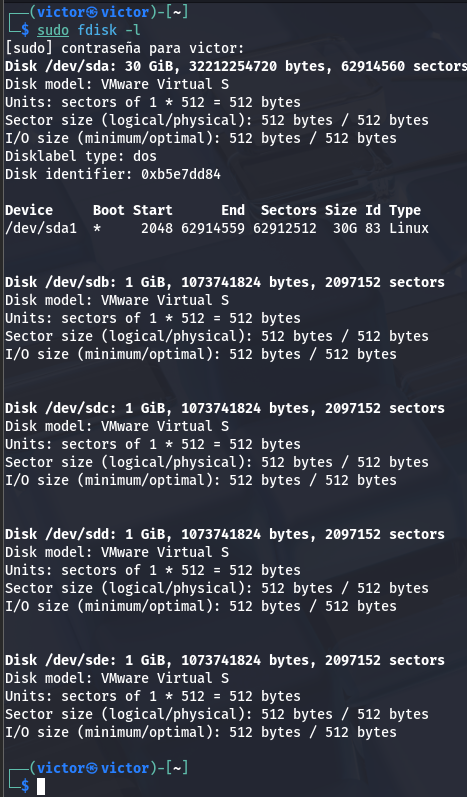 ┌──(victor㉿victor)-[~]
└─$ sudo fdisk -l
[sudo] contraseña para victor:
Disk /dev/sda: 30 GiB, 32212254720 bytes, 62914560 sectors
Disk model: VMware Virtual S
Units: sectors of 1 * 512 = 512 bytes
Sector size (logical/physical): 512 bytes / 512 bytes
I/O size (minimum/optimal): 512 bytes / 512 bytes
Disklabel type: dos
Disk identifier: 0xb5e7dd84

Device     Boot Start      End  Sectors Size Id Type
/dev/sda1  *     2048 62914559 62912512  30G 83 Linux


Disk /dev/sdb: 1 GiB, 1073741824 bytes, 2097152 sectors
Disk model: VMware Virtual S
Units: sectors of 1 * 512 = 512 bytes
Sector size (logical/physical): 512 bytes / 512 bytes
I/O size (minimum/optimal): 512 bytes / 512 bytes


Disk /dev/sdc: 1 GiB, 1073741824 bytes, 2097152 sectors
Disk model: VMware Virtual S
Units: sectors of 1 * 512 = 512 bytes
Sector size (logical/physical): 512 bytes / 512 bytes
I/O size (minimum/optimal): 512 bytes / 512 bytes


Disk /dev/sdd: 1 GiB, 1073741824 bytes, 2097152 sectors
Disk model: VMware Virtual S
Units: sectors of 1 * 512 = 512 bytes
Sector size (logical/physical): 512 bytes / 512 bytes
I/O size (minimum/optimal): 512 bytes / 512 bytes


Disk /dev/sde: 1 GiB, 1073741824 bytes, 2097152 sectors
Disk model: VMware Virtual S
Units: sectors of 1 * 512 = 512 bytes
Sector size (logical/physical): 512 bytes / 512 bytes
I/O size (minimum/optimal): 512 bytes / 512 bytes

┌──(victor㉿victor)-[~]
└─$